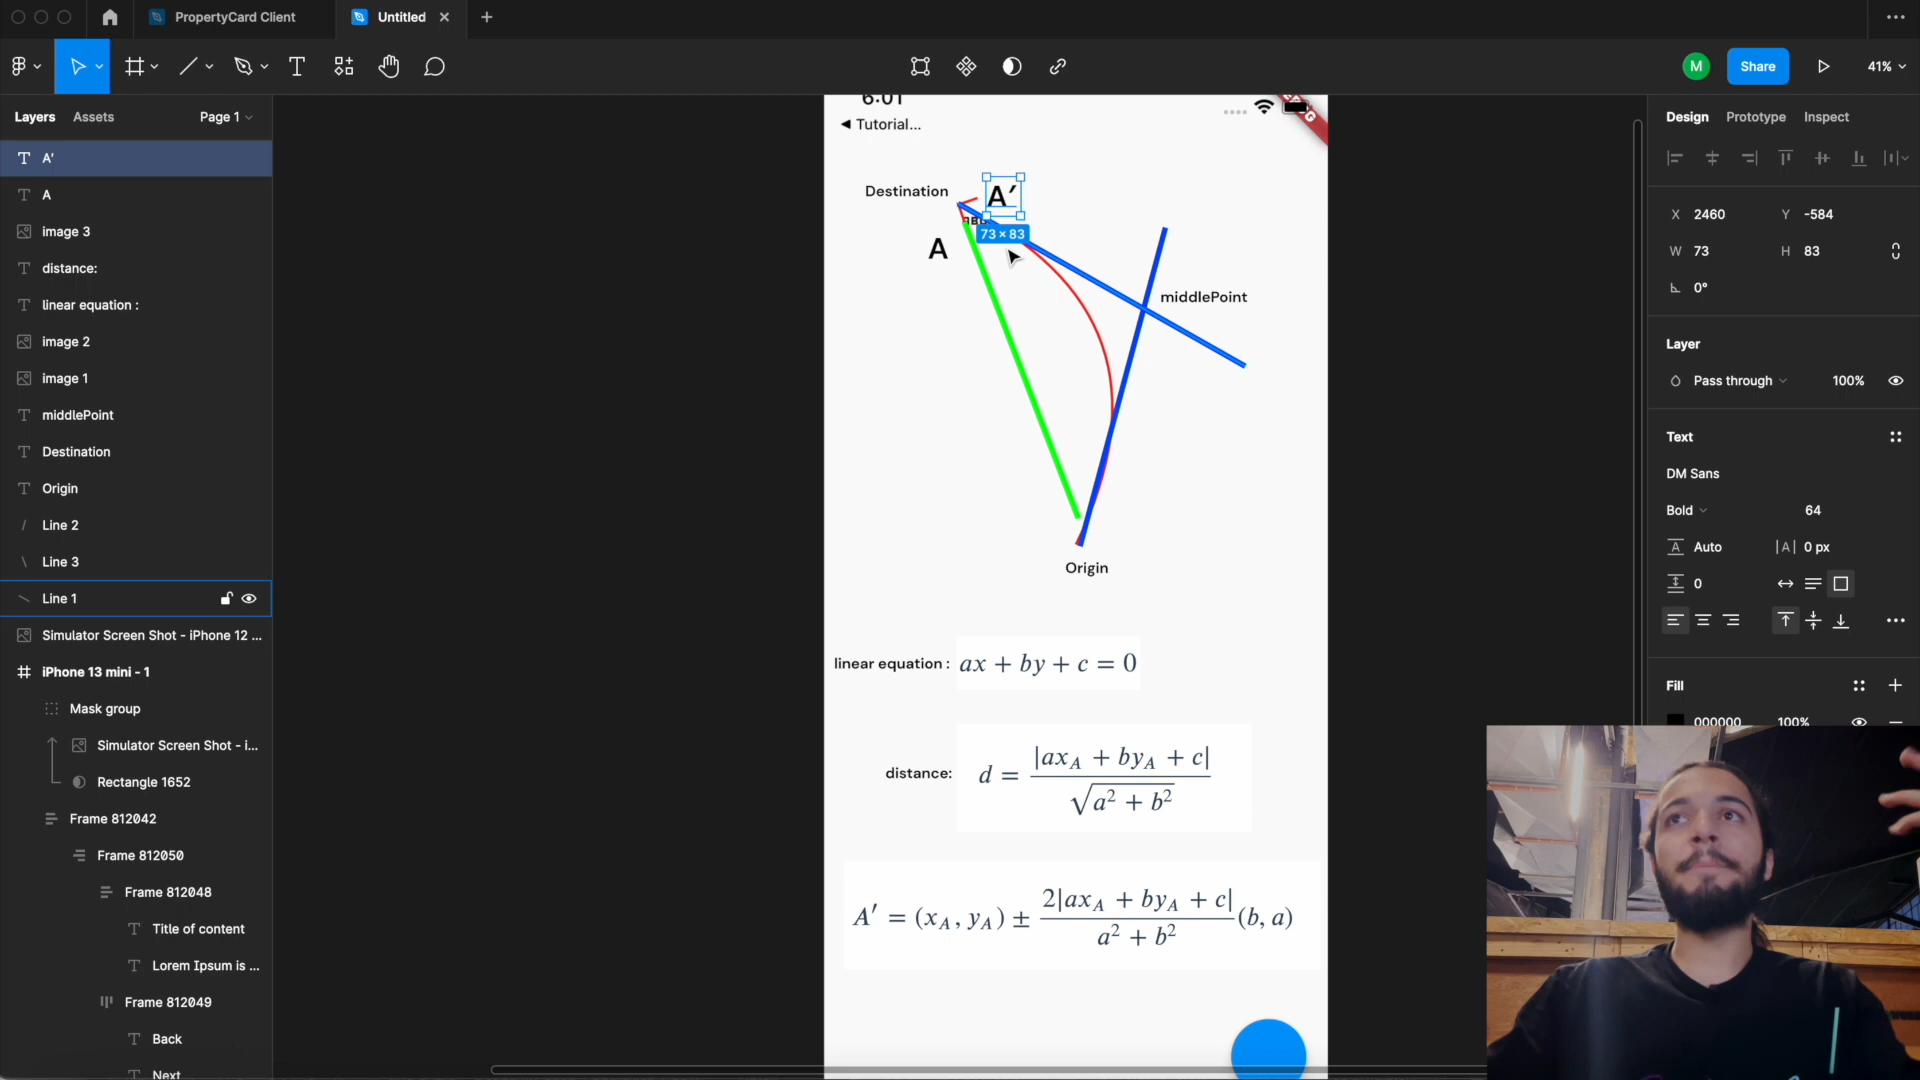 PropertyCard Client
Untitled
M
Share
41%
Layers
Assets
Page 1
A'
A
image 3
distance:
linear equation :
image 2
image 1
middlePoint
Destination
Origin
Line 2
Line 3
Line 1
Simulator Screen Shot - iPhone 12 ...
iPhone 13 mini - 1
Mask group
Simulator Screen Shot - i...
Rectangle 1652
Frame 812042
Frame 812050
Frame 812048
Title of content
Lorem Ipsum is ...
Frame 812049
Back
Next
6:01
Tutorial...
Destination
A'
73 × 83
A
middlePoint
Origin
linear equation : ax + by + c = 0
distance: d = |ax_A + by_A + c| / √(a² + b²)
A' = (x_A, y_A) ± 2|ax_A + by_A + c| / (a² + b²) (b, a)
Design
Prototype
Inspect
X 2460 Y -584
W 73 H 83
0°
Layer
Pass through 100%
Text
DM Sans
Bold 64
A Auto |A| 0 px
0
Fill
000000 100%